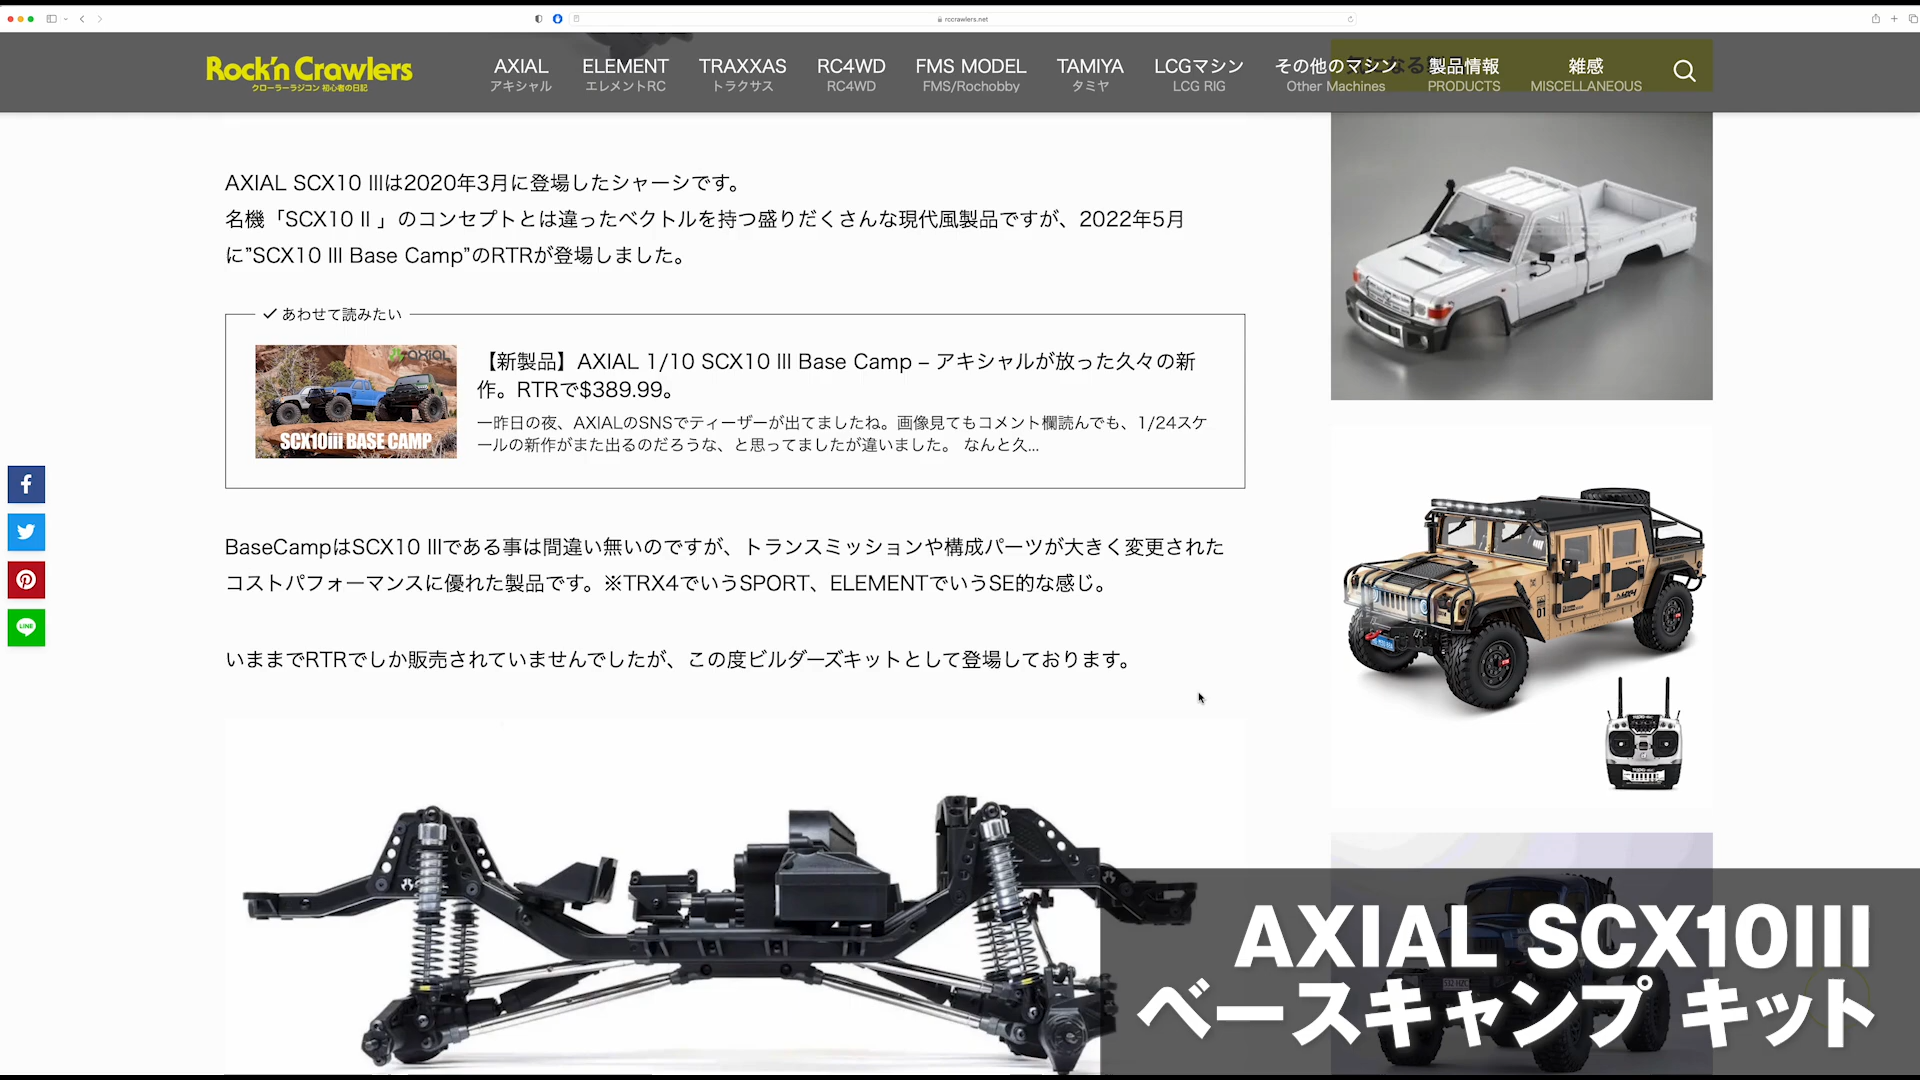 rccrawlers.net
Rock'n Crawlers
クローラーラジコン 初心者の日記
AXIAL
アキシャル
ELEMENT
エレメントRC
TRAXXAS
トラクサス
RC4WD
RC4WD
FMS MODEL
FMS/Rochobby
TAMIYA
タミヤ
LCGマシン
LCG RIG
その他のマシン
Other Machines
製品情報
PRODUCTS
雑感
MISCELLANEOUS
AXIAL SCX10 IIIは2020年3月に登場したシャーシです。
名機「SCX10 II 」のコンセプトとは違ったベクトルを持つ盛りだくさんな現代風製品ですが、2022年5月
に”SCX10 III Base Camp”のRTRが登場しました。
あわせて読みたい
AXIAL
SCX10iii BASE CAMP
【新製品】AXIAL 1/10 SCX10 III Base Camp – アキシャルが放った久々の新
作。RTRで$389.99。
一昨日の夜、AXIALのSNSでティーザーが出てましたね。画像見てもコメント欄読んでも、1/24スケ
ールの新作がまた出るのだろうな、と思ってましたが違いました。 なんと久...
BaseCampはSCX10 IIIである事は間違い無いのですが、トランスミッションや構成パーツが大きく変更された
コストパフォーマンスに優れた製品です。※TRX4でいうSPORT、ELEMENTでいうSE的な感じ。
いままでRTRでしか販売されていませんでしたが、この度ビルダーズキットとして登場しております。
LINE
01
AXIAL SCX10III
ベースキャンプ キット